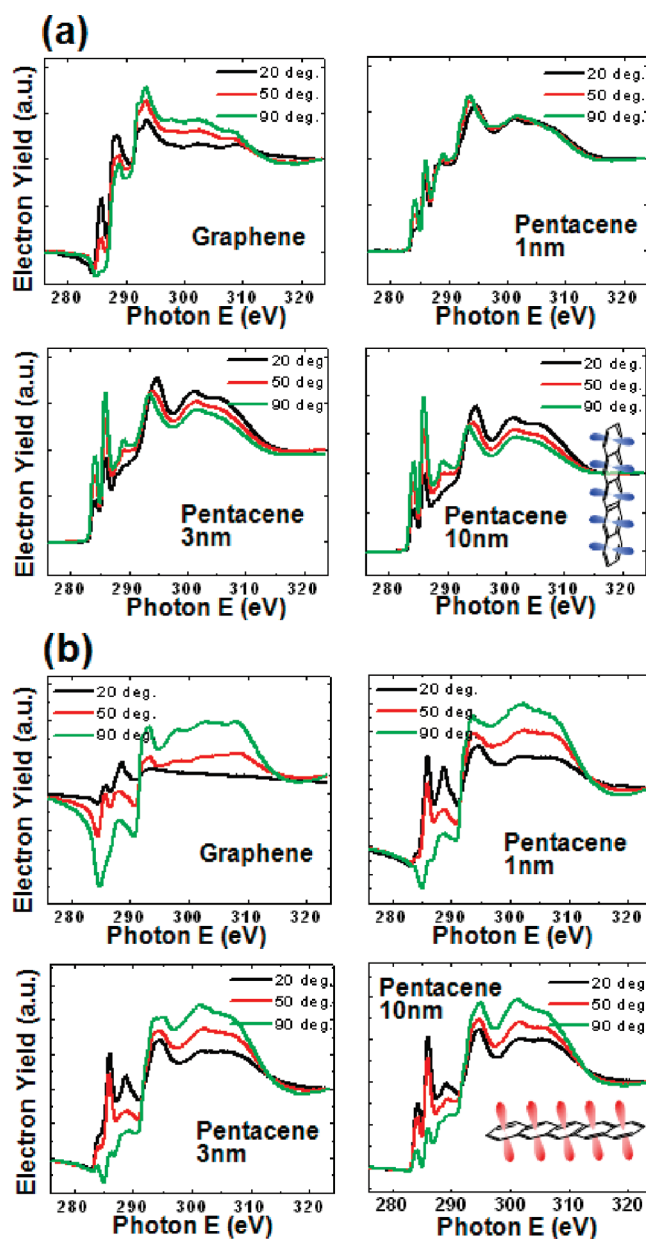 (a)
Electron Yield (a.u.)
20 deg.
50 deg.
90 deg.
Graphene
280 290 300 310 320
Photon E (eV)
20 deg.
50 deg.
90 deg.
Pentacene
1nm
280 290 300 310 320
Photon E (eV)
Electron Yield (a.u.)
20 deg.
50 deg.
90 deg.
Pentacene
3nm
280 290 300 310 320
Photon E (eV)
20 deg.
50 deg.
90 deg.
Pentacene
10nm
280 290 300 310 320
Photon E (eV)
(b)
Electron Yield (a.u.)
20 deg.
50 deg.
90 deg.
Graphene
280 290 300 310 320
Photon E (eV)
20 deg.
50 deg.
90 deg.
Pentacene
1nm
280 290 300 310 320
Photon E (eV)
Electron Yield (a.u.)
20 deg.
50 deg.
90 deg.
Pentacene
3nm
280 290 300 310 320
Photon E (eV)
Pentacene
10nm
20 deg.
50 deg.
90 deg.
280 290 300 310 320
Photon E (eV)